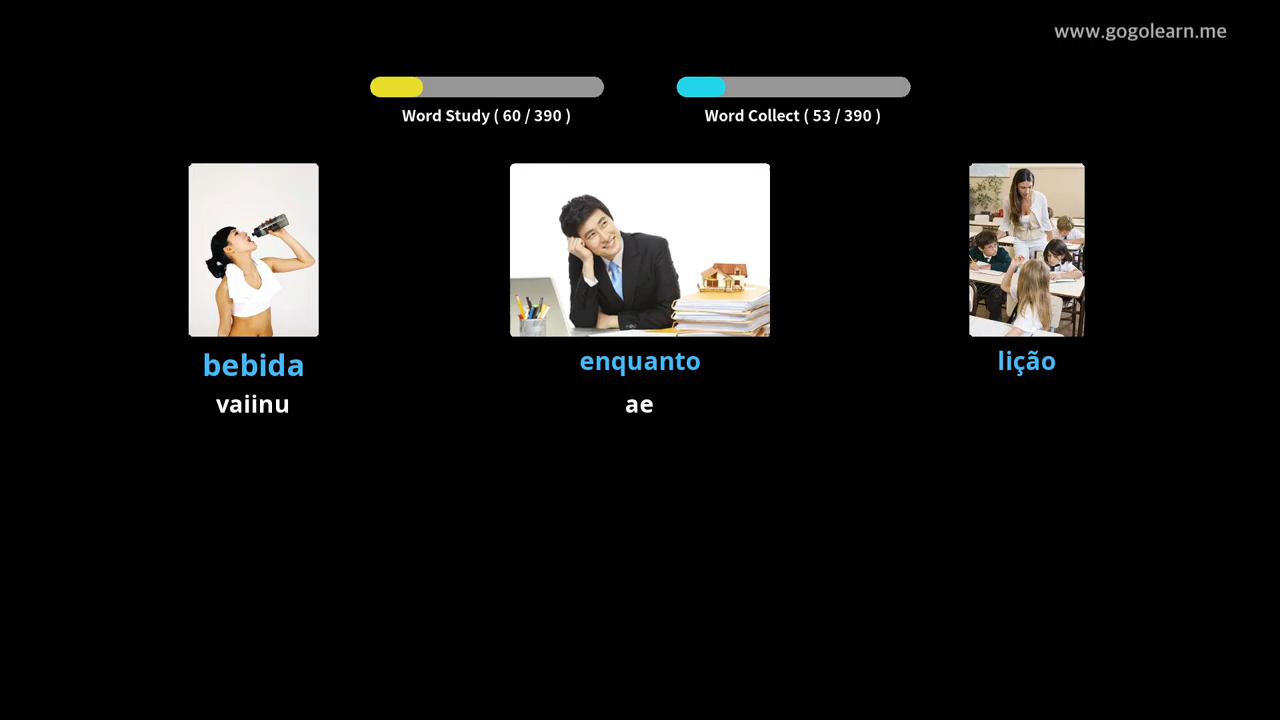 www.gogolearn.me
Word Study ( 60 / 390 )
Word Collect ( 53 / 390 )
bebida
enquanto
lição
vaiinu
ae